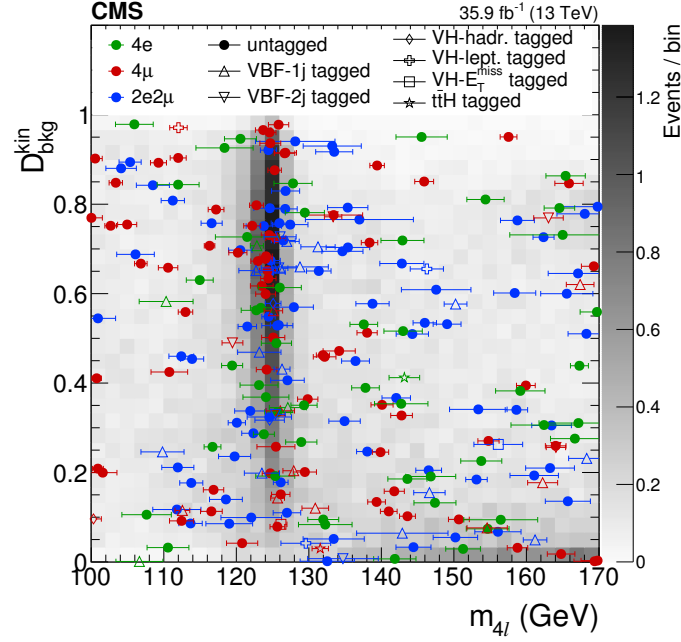 CMS 35.9 fb⁻¹ (13 TeV)
4e
4μ
2e2μ
untagged
VBF-1j tagged
VBF-2j tagged
VH-hadr. tagged
VH-lept. tagged
VH-E_T^miss tagged
tt̄H tagged
D_bkg^kin
1
0.8
0.6
0.4
0.2
0
100 110 120 130 140 150 160 170
m_4l (GeV)
Events / bin
1.2
1
0.8
0.6
0.4
0.2
0